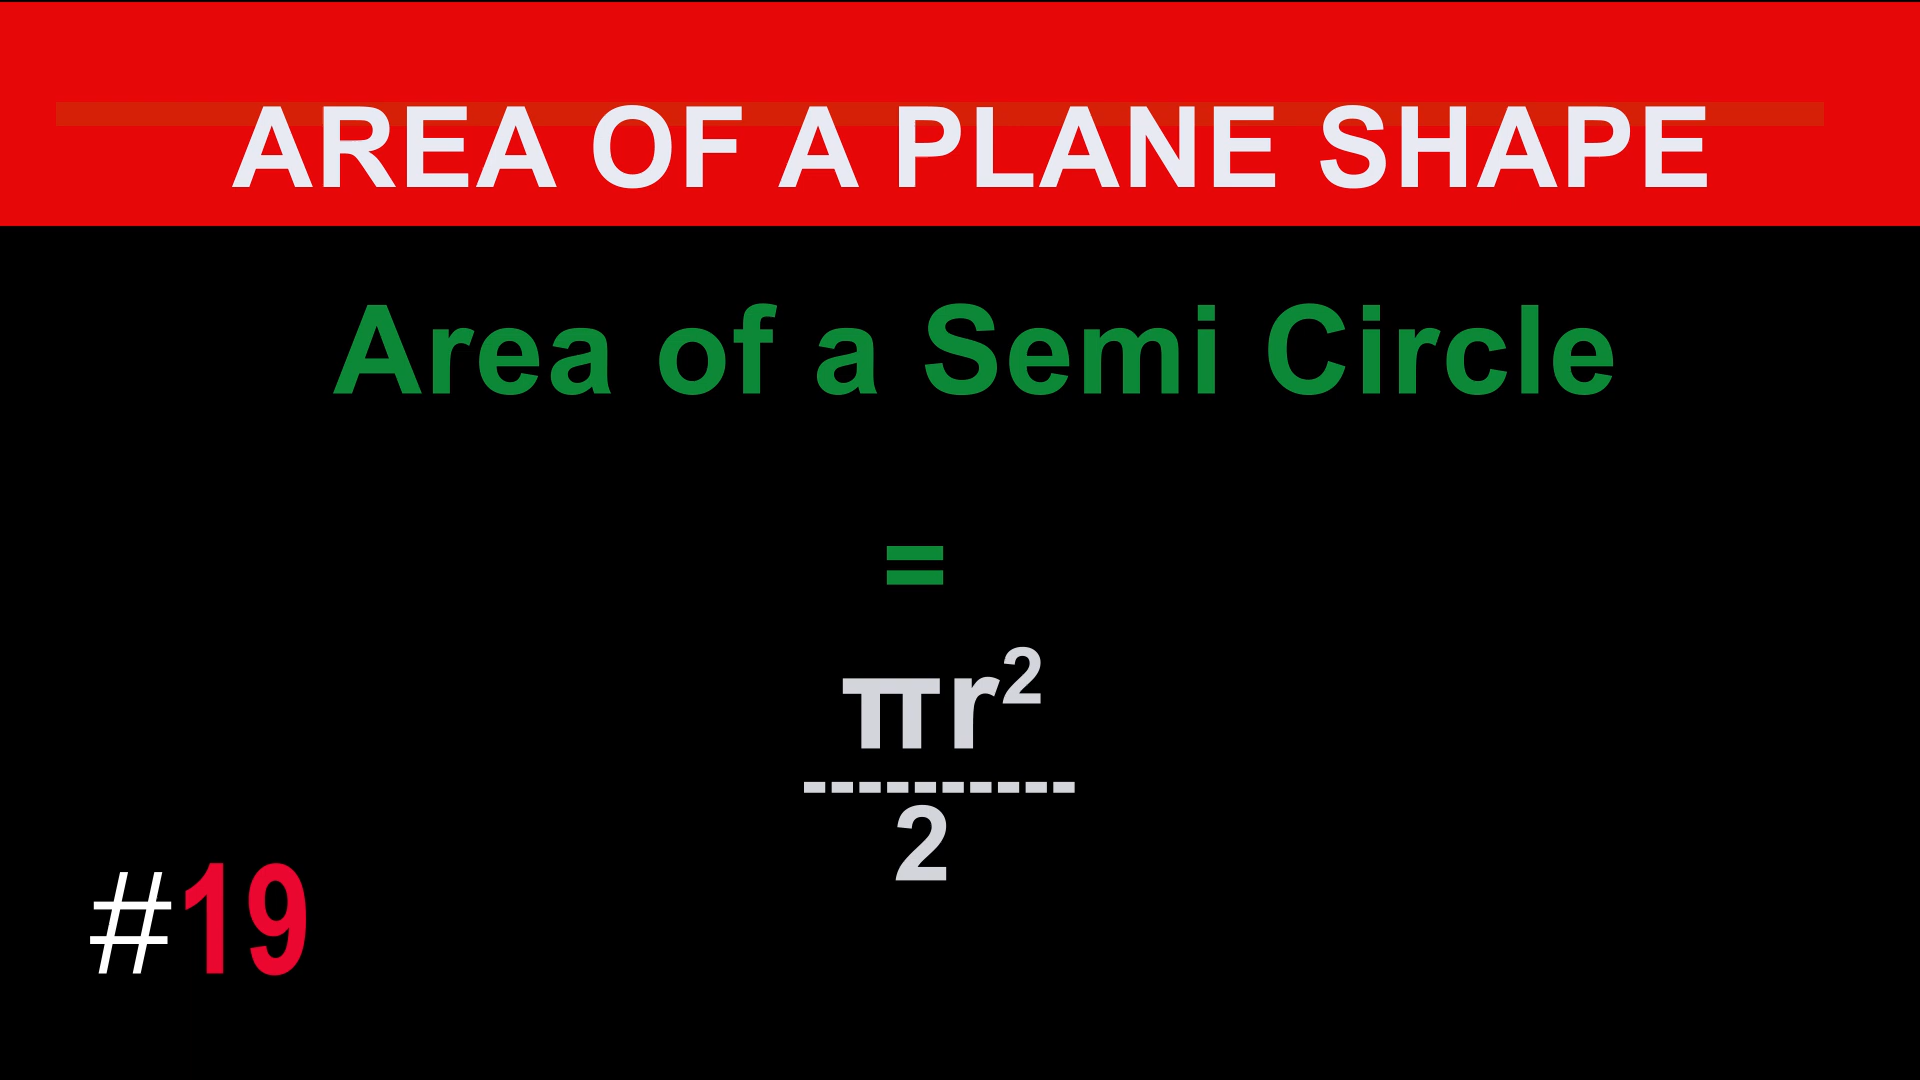 AREA OF A PLANE SHAPE
Area of a Semi Circle
=
πr²
----------
2
#19